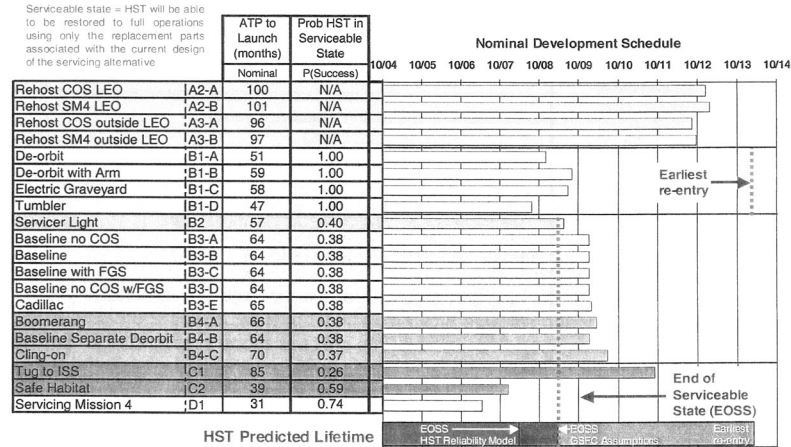 Serviceable state = HST will be able
to be restored to full operations
using only the replacement parts
associated with the current design
of the servicing alternative
ATP to Launch (months) Prob HST in Serviceable State
Nominal P(Success)
Nominal Development Schedule
10/04 10/05 10/06 10/07 10/08 10/09 10/10 10/11 10/12 10/13 10/14
Rehost COS LEO A2-A 100 N/A
Rehost SM4 LEO A2-B 101 N/A
Rehost COS outside LEO A3-A 96 N/A
Rehost SM4 outside LEO A3-B 97 N/A
De-orbit B1-A 51 1.00
De-orbit with Arm B1-B 59 1.00
Electric Graveyard B1-C 58 1.00
Tumbler B1-D 47 1.00
Earliest
re-entry
Servicer Light B2 57 0.40
Baseline no COS B3-A 64 0.38
Baseline B3-B 64 0.38
Baseline with FGS B3-C 64 0.38
Baseline no COS w/FGS B3-D 64 0.38
Cadillac B3-E 65 0.38
Boomerang B4-A 66 0.38
Baseline Separate Deorbit B4-B 64 0.38
Cling-on B4-C 70 0.37
Tug to ISS C1 85 0.26
Safe Habitat C2 39 0.59
Servicing Mission 4 D1 31 0.74
End of
Serviceable
State (EOSS)
HST Predicted Lifetime
EOSS
HST Reliability Model
EOSS
GSFC Assumptions
Earliest
re-entry